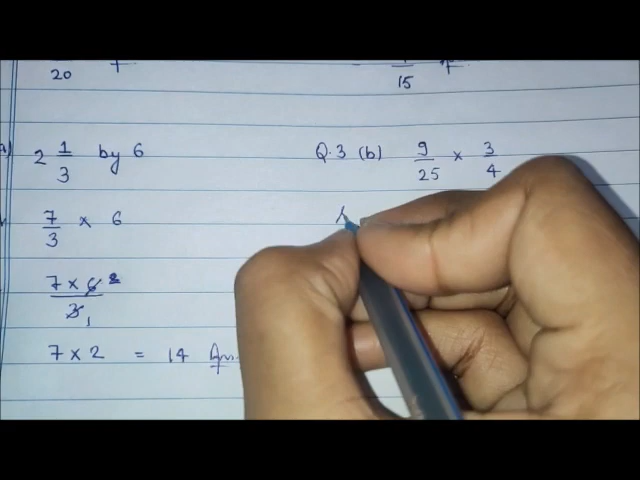 20
15
2 1/3 by 6
7/3 × 6
7 × 6 2 / 3 1
7 × 2 = 14 Ans.
Q.3 (b) 9/25 × 3/4